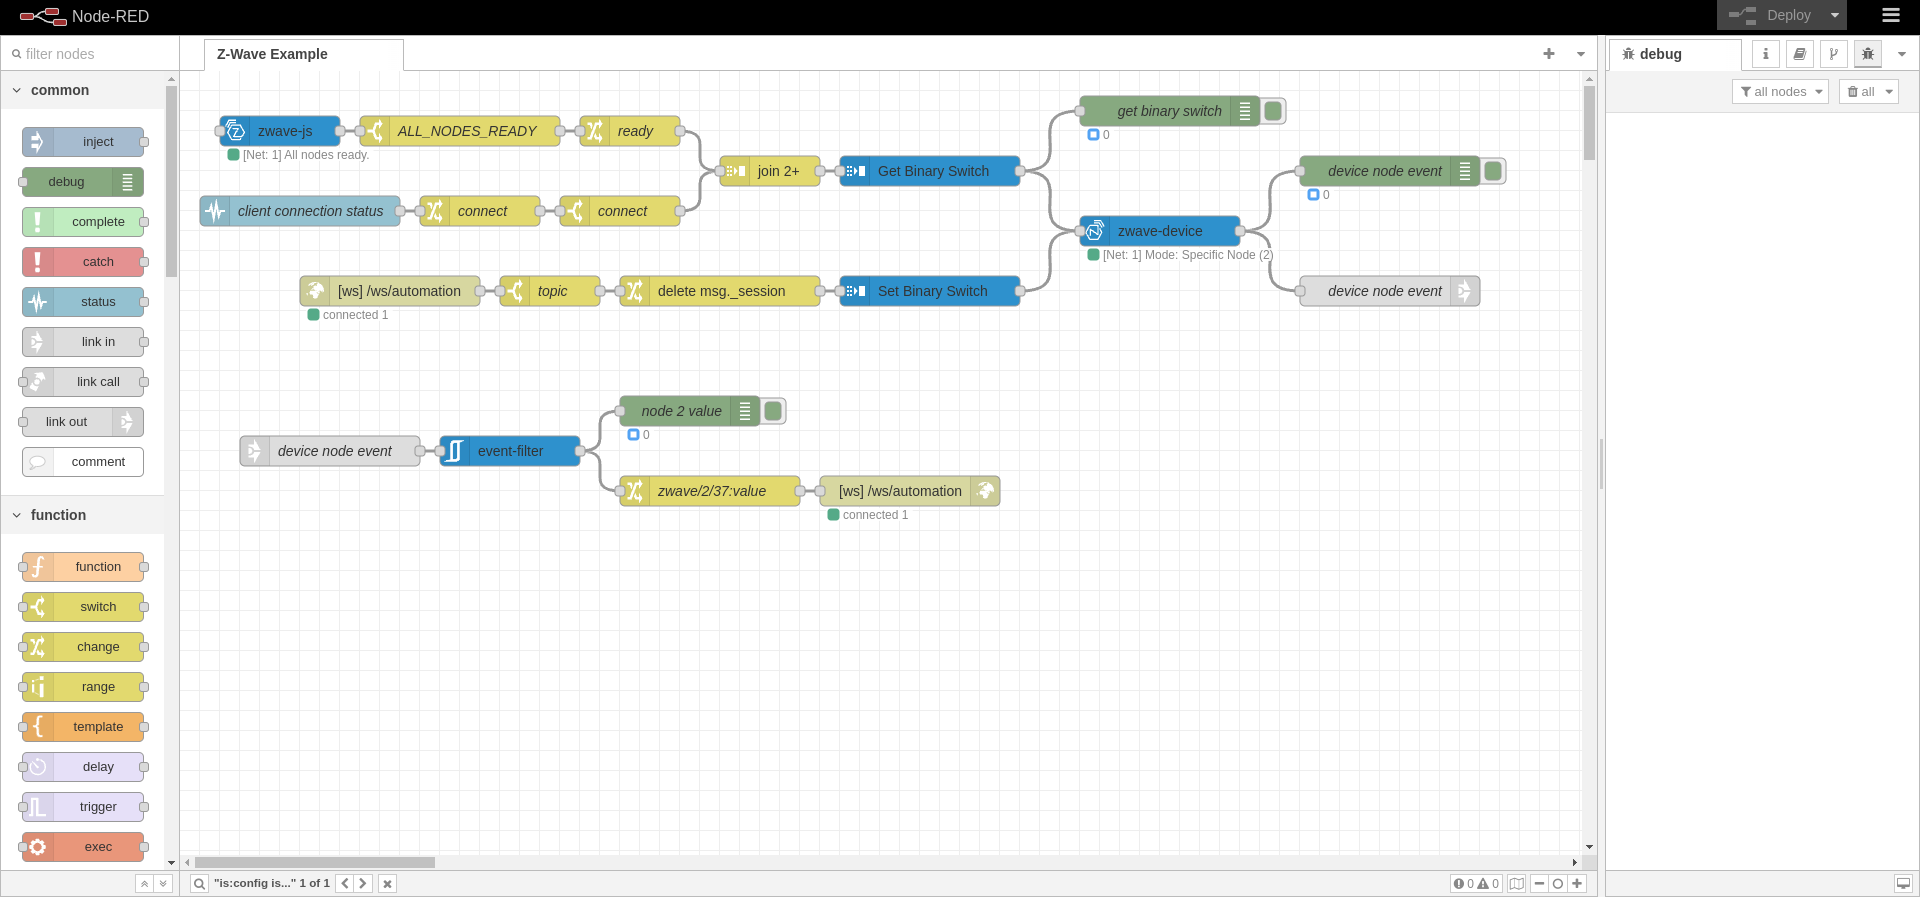 Node-RED
Deploy
filter nodes
Z-Wave Example
debug
all nodes
all
common
inject
debug
complete
catch
status
link in
link call
link out
comment
function
function
switch
change
range
template
delay
trigger
exec
zwave-js
[Net: 1] All nodes ready.
ALL_NODES_READY
ready
client connection status
connect
connect
join 2+
Get Binary Switch
get binary switch
0
device node event
0
zwave-device
[Net: 1] Mode: Specific Node (2)
[ws] /ws/automation
connected 1
topic
delete msg._session
Set Binary Switch
device node event
node 2 value
0
device node event
event-filter
zwave/2/37:value
[ws] /ws/automation
connected 1
"is:config is..." 1 of 1
0 0